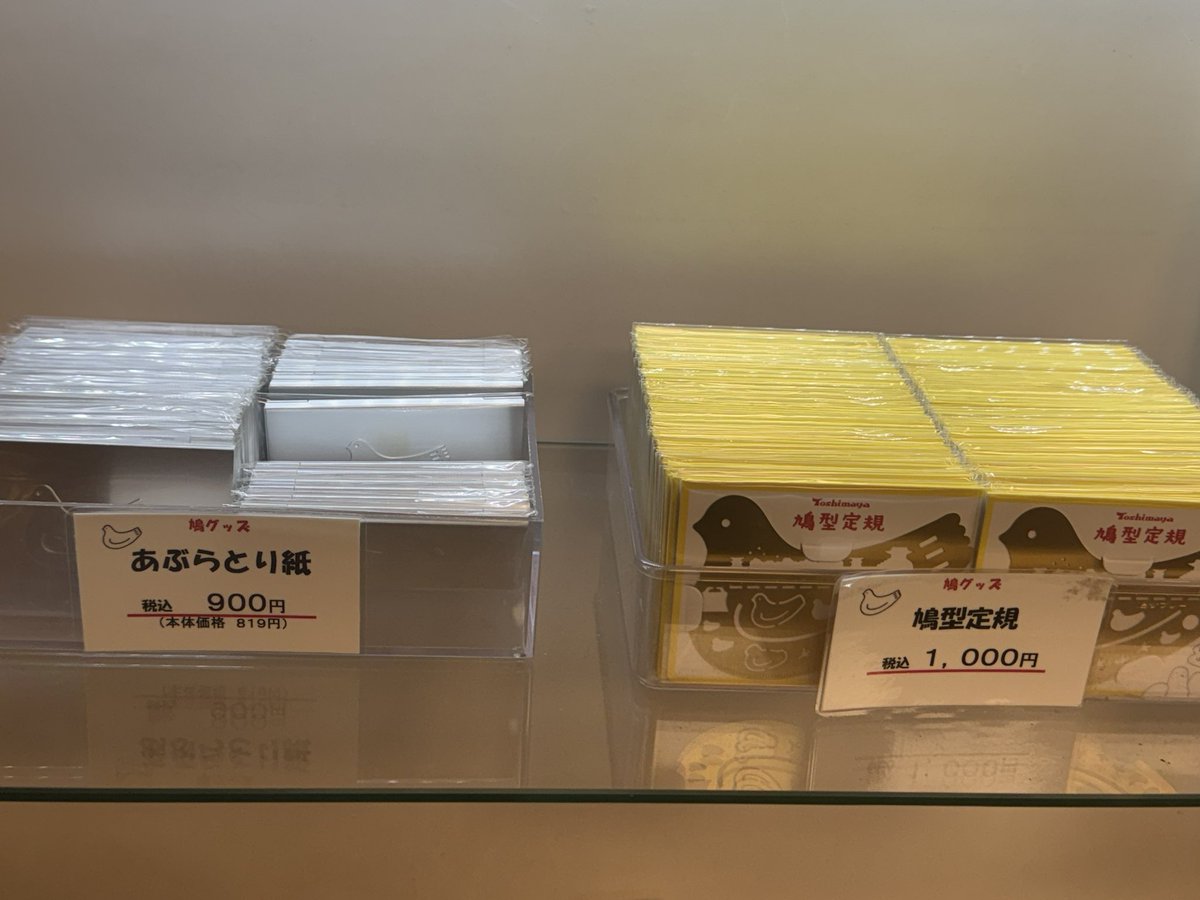 鳩グッズ
あぶらとり紙
税込 900円
(本体価格 819円)
Toshimaya
鳩型定規
Toshimaya
鳩型定規
鳩グッズ
鳩型定規
税込 1,000円